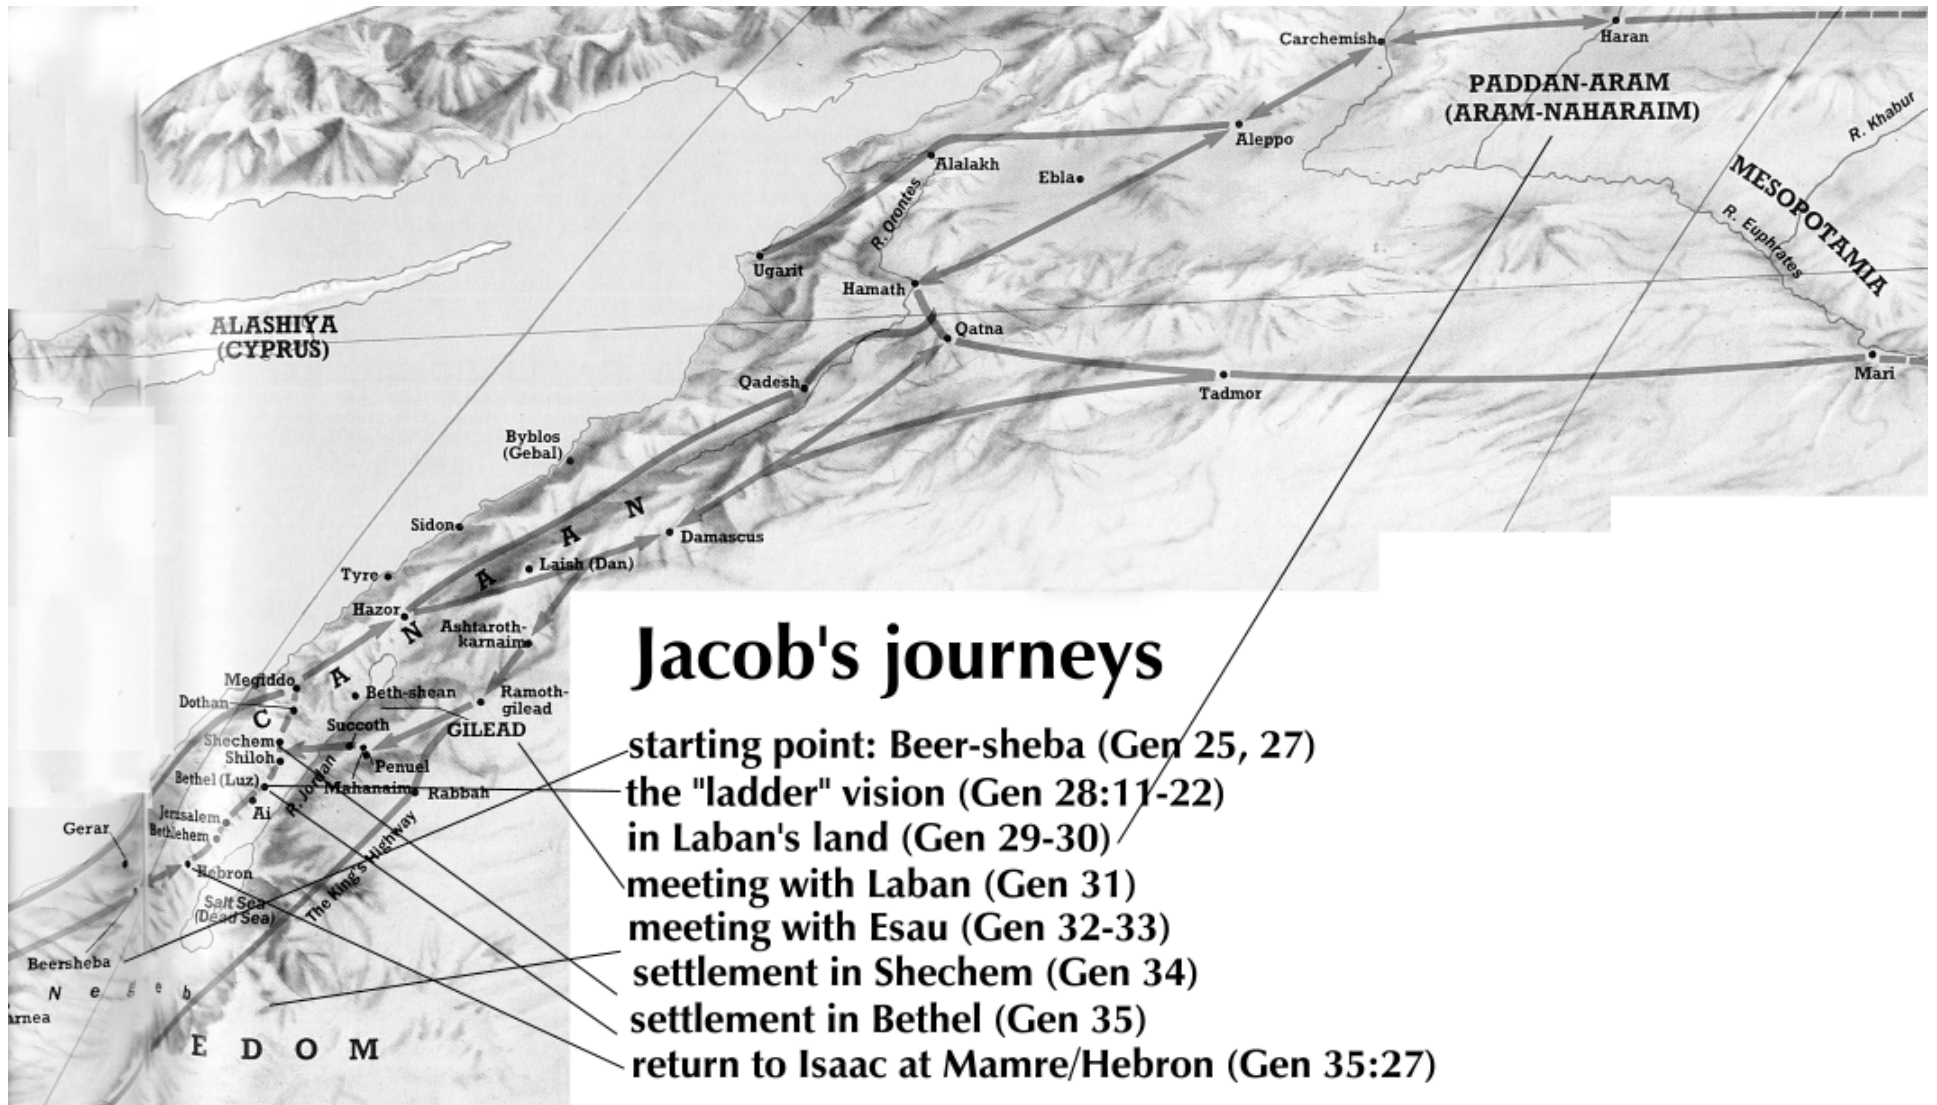 Carchemish
Haran
PADDAN-ARAM
(ARAM-NAHARAIM)
R. Khabur
Aleppo
Alalakh
Ebla
MESOPOTAMIA
R. Orontes
R. Euphrates
Ugarit
Hamath
ALASHIYA
(CYPRUS)
Qatna
Qadesh
Tadmor
Mari
Byblos
(Gebal)
CANAAN
Sidon
Damascus
Laish (Dan)
Tyre
Hazor
Ashtaroth-
karnaim
Megiddo
Beth-shean
Ramoth-
gilead
Dothan
Succoth
GILEAD
Shechem
Shiloh
Penuel
Bethel (Luz)
Mahanaim
Rabbah
R. Jordan
Ai
Jerusalem
Bethlehem
Gerar
Hebron
The King's Highway
Salt Sea
(Dead Sea)
Beersheba
Negeb
arnea
EDOM
Jacob's journeys
starting point: Beer-sheba (Gen 25, 27)
the "ladder" vision (Gen 28:11-22)
in Laban's land (Gen 29-30)
meeting with Laban (Gen 31)
meeting with Esau (Gen 32-33)
settlement in Shechem (Gen 34)
settlement in Bethel (Gen 35)
return to Isaac at Mamre/Hebron (Gen 35:27)